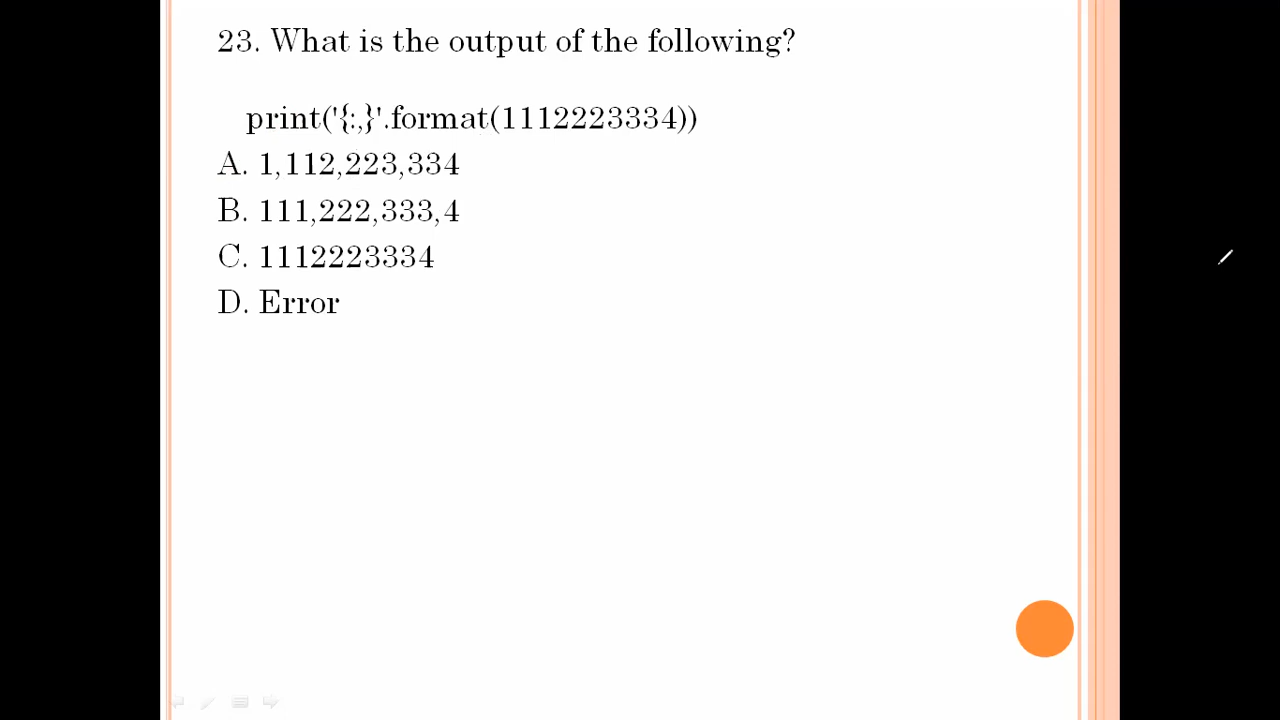 23. What is the output of the following?
print('{:,}'.format(1112223334))
A. 1,112,223,334
B. 111,222,333,4
C. 1112223334
D. Error